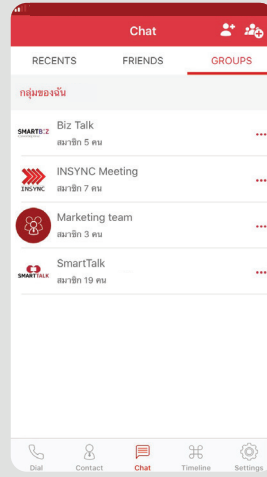 Chat
RECENTS FRIENDS GROUPS
กลุ่มของฉัน
SMARTBIZ
Biz Talk
สมาชิก 5 คน
INSYNC
INSYNC Meeting
สมาชิก 7 คน
Marketing team
สมาชิก 3 คน
SMARTTALK
SmartTalk
สมาชิก 19 คน
Dial Contact Chat Timeline Settings